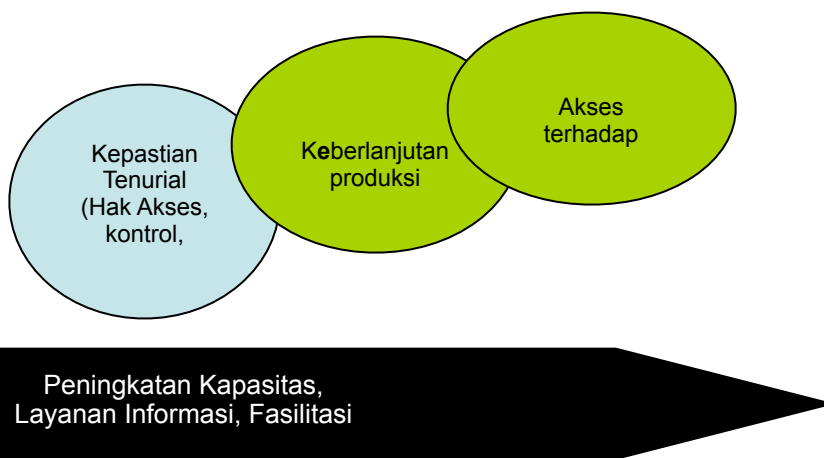 Kepastian
Tenurial
(Hak Akses,
kontrol,
Keberlanjutan
produksi
Akses
terhadap
Peningkatan Kapasitas,
Layanan Informasi, Fasilitasi